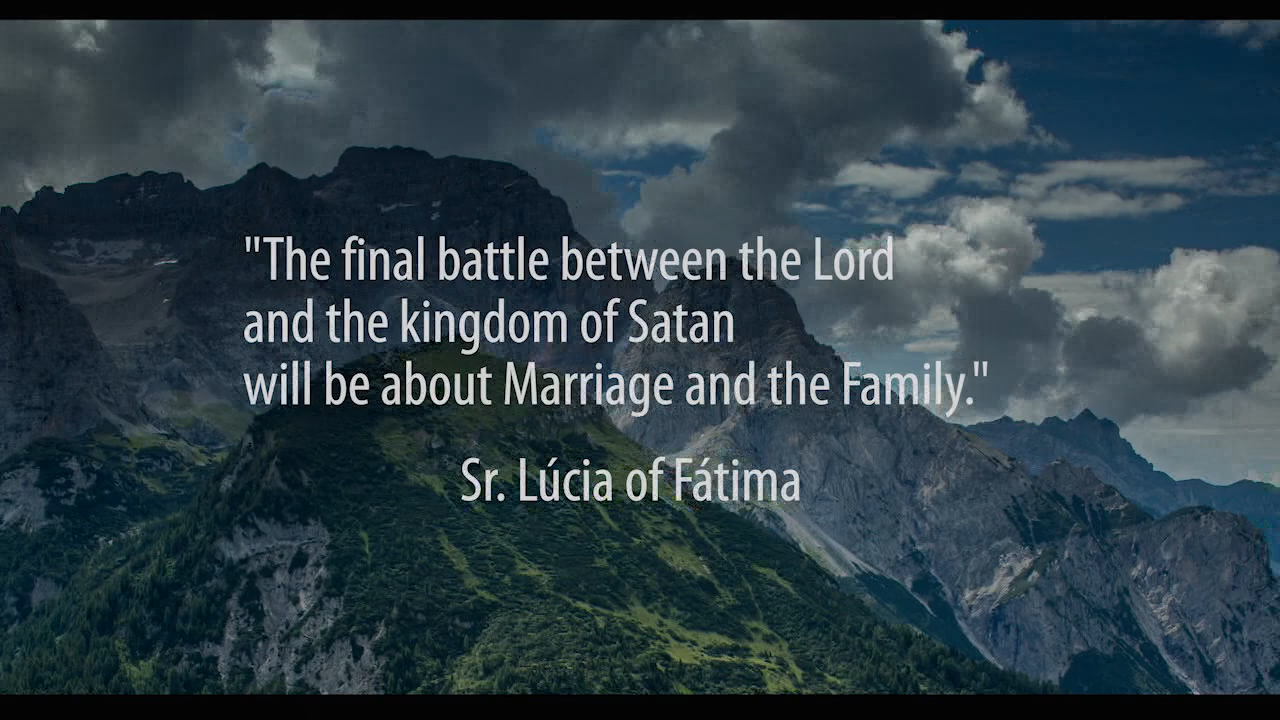 "The final battle between the Lord
and the kingdom of Satan
will be about Marriage and the Family."
Sr. Lúcia of Fátima